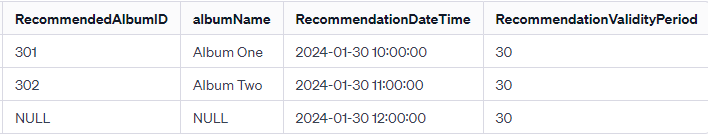 RecommendedAlbumID albumName RecommendationDateTime RecommendationValidityPeriod
301 Album One 2024-01-30 10:00:00 30
302 Album Two 2024-01-30 11:00:00 30
NULL NULL 2024-01-30 12:00:00 30